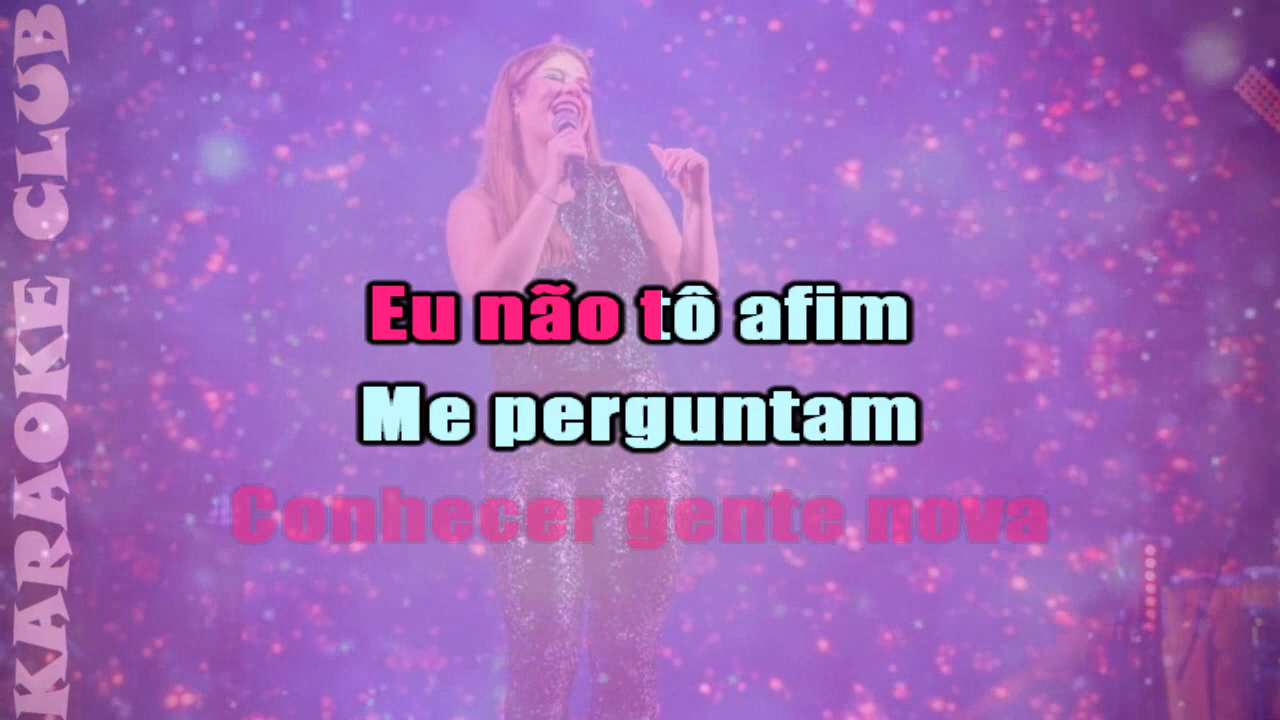 KARAOKE CLUB
Eu não tô afim
Me perguntam
Conhecer gente nova